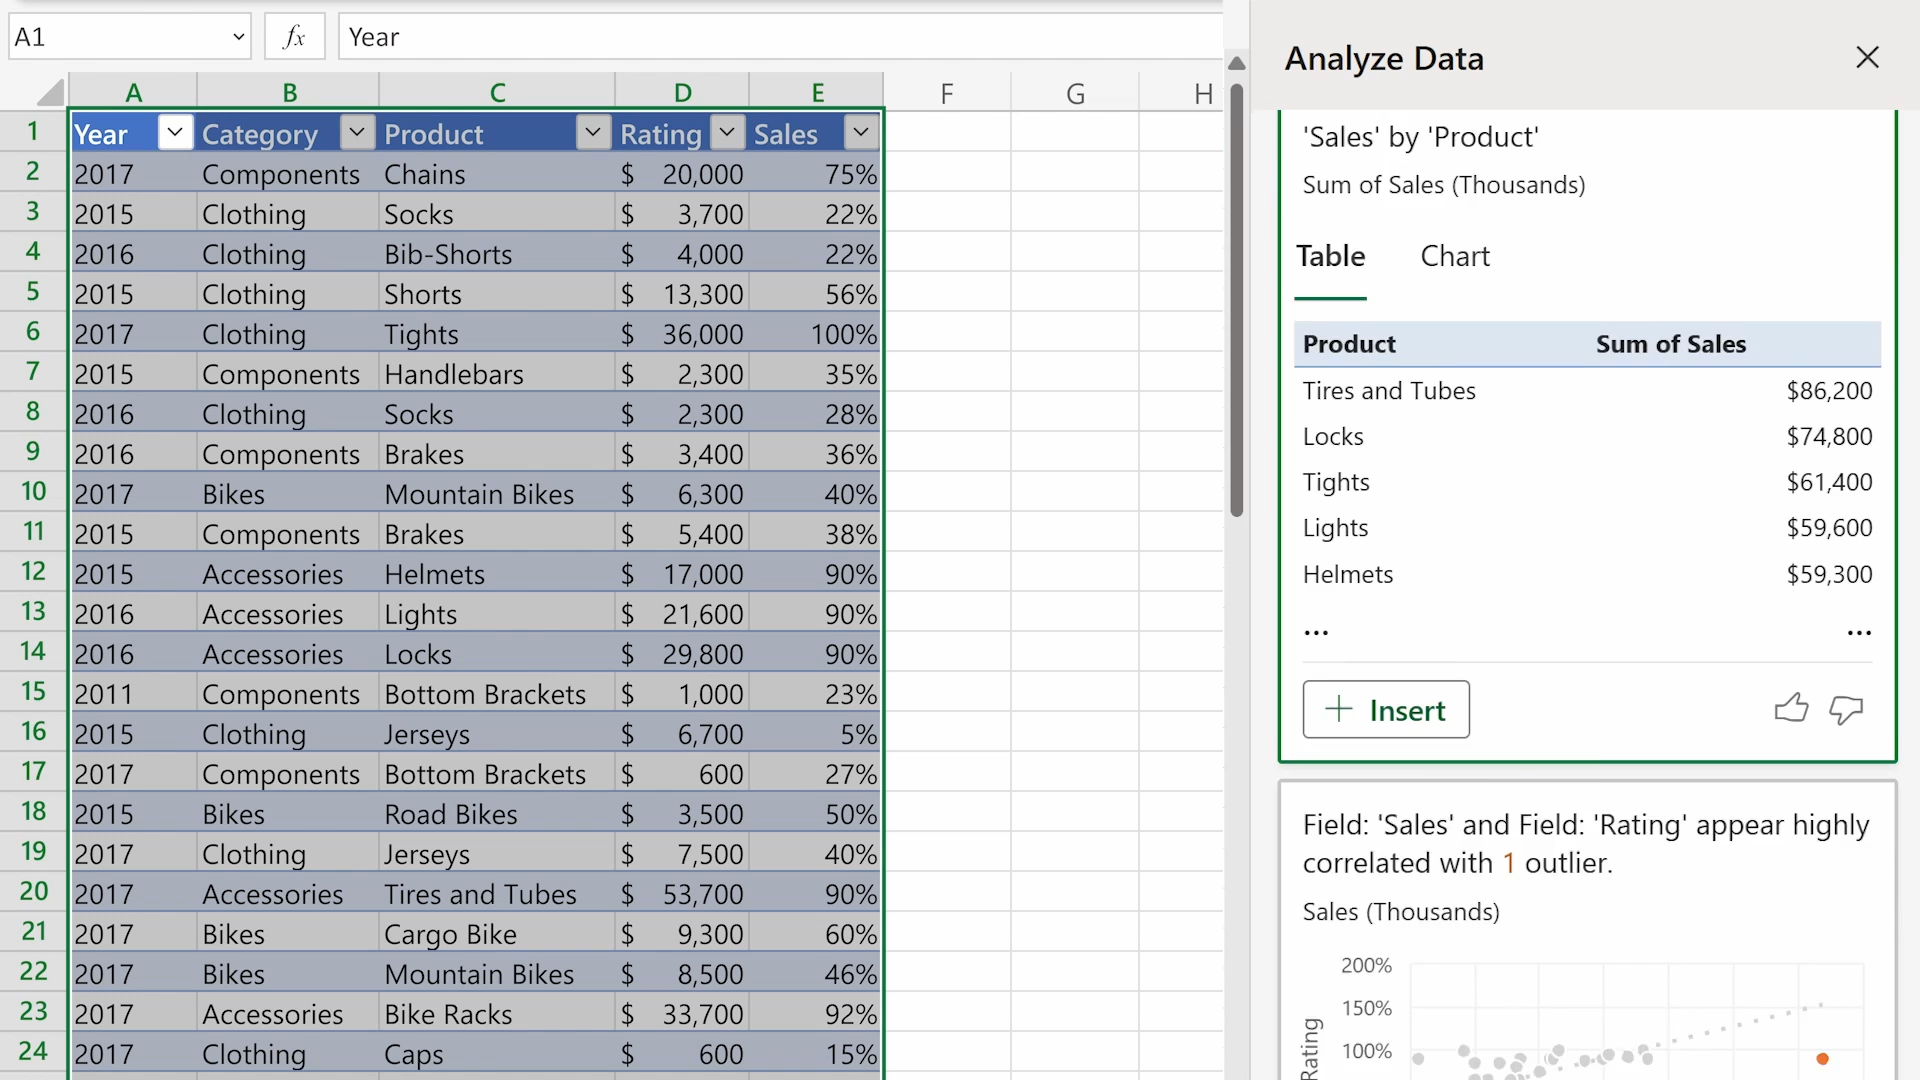 A1 fx Year
Analyze Data
A B C D E F G H
1 Year Category Product Rating Sales
2 2017 Components Chains $ 20,000 75%
3 2015 Clothing Socks $ 3,700 22%
4 2016 Clothing Bib-Shorts $ 4,000 22%
5 2015 Clothing Shorts $ 13,300 56%
6 2017 Clothing Tights $ 36,000 100%
7 2015 Components Handlebars $ 2,300 35%
8 2016 Clothing Socks $ 2,300 28%
9 2016 Components Brakes $ 3,400 36%
10 2017 Bikes Mountain Bikes $ 6,300 40%
11 2015 Components Brakes $ 5,400 38%
12 2015 Accessories Helmets $ 17,000 90%
13 2016 Accessories Lights $ 21,600 90%
14 2016 Accessories Locks $ 29,800 90%
15 2011 Components Bottom Brackets $ 1,000 23%
16 2015 Clothing Jerseys $ 6,700 5%
17 2017 Components Bottom Brackets $ 600 27%
18 2015 Bikes Road Bikes $ 3,500 50%
19 2017 Clothing Jerseys $ 7,500 40%
20 2017 Accessories Tires and Tubes $ 53,700 90%
21 2017 Bikes Cargo Bike $ 9,300 60%
22 2017 Bikes Mountain Bikes $ 8,500 46%
23 2017 Accessories Bike Racks $ 33,700 92%
24 2017 Clothing Caps $ 600 15%
'Sales' by 'Product'
Sum of Sales (Thousands)
Table Chart
Product Sum of Sales
Tires and Tubes $86,200
Locks $74,800
Tights $61,400
Lights $59,600
Helmets $59,300
... ...
+ Insert
Field: 'Sales' and Field: 'Rating' appear highly
correlated with 1 outlier.
Sales (Thousands)
200%
150%
100%
Rating